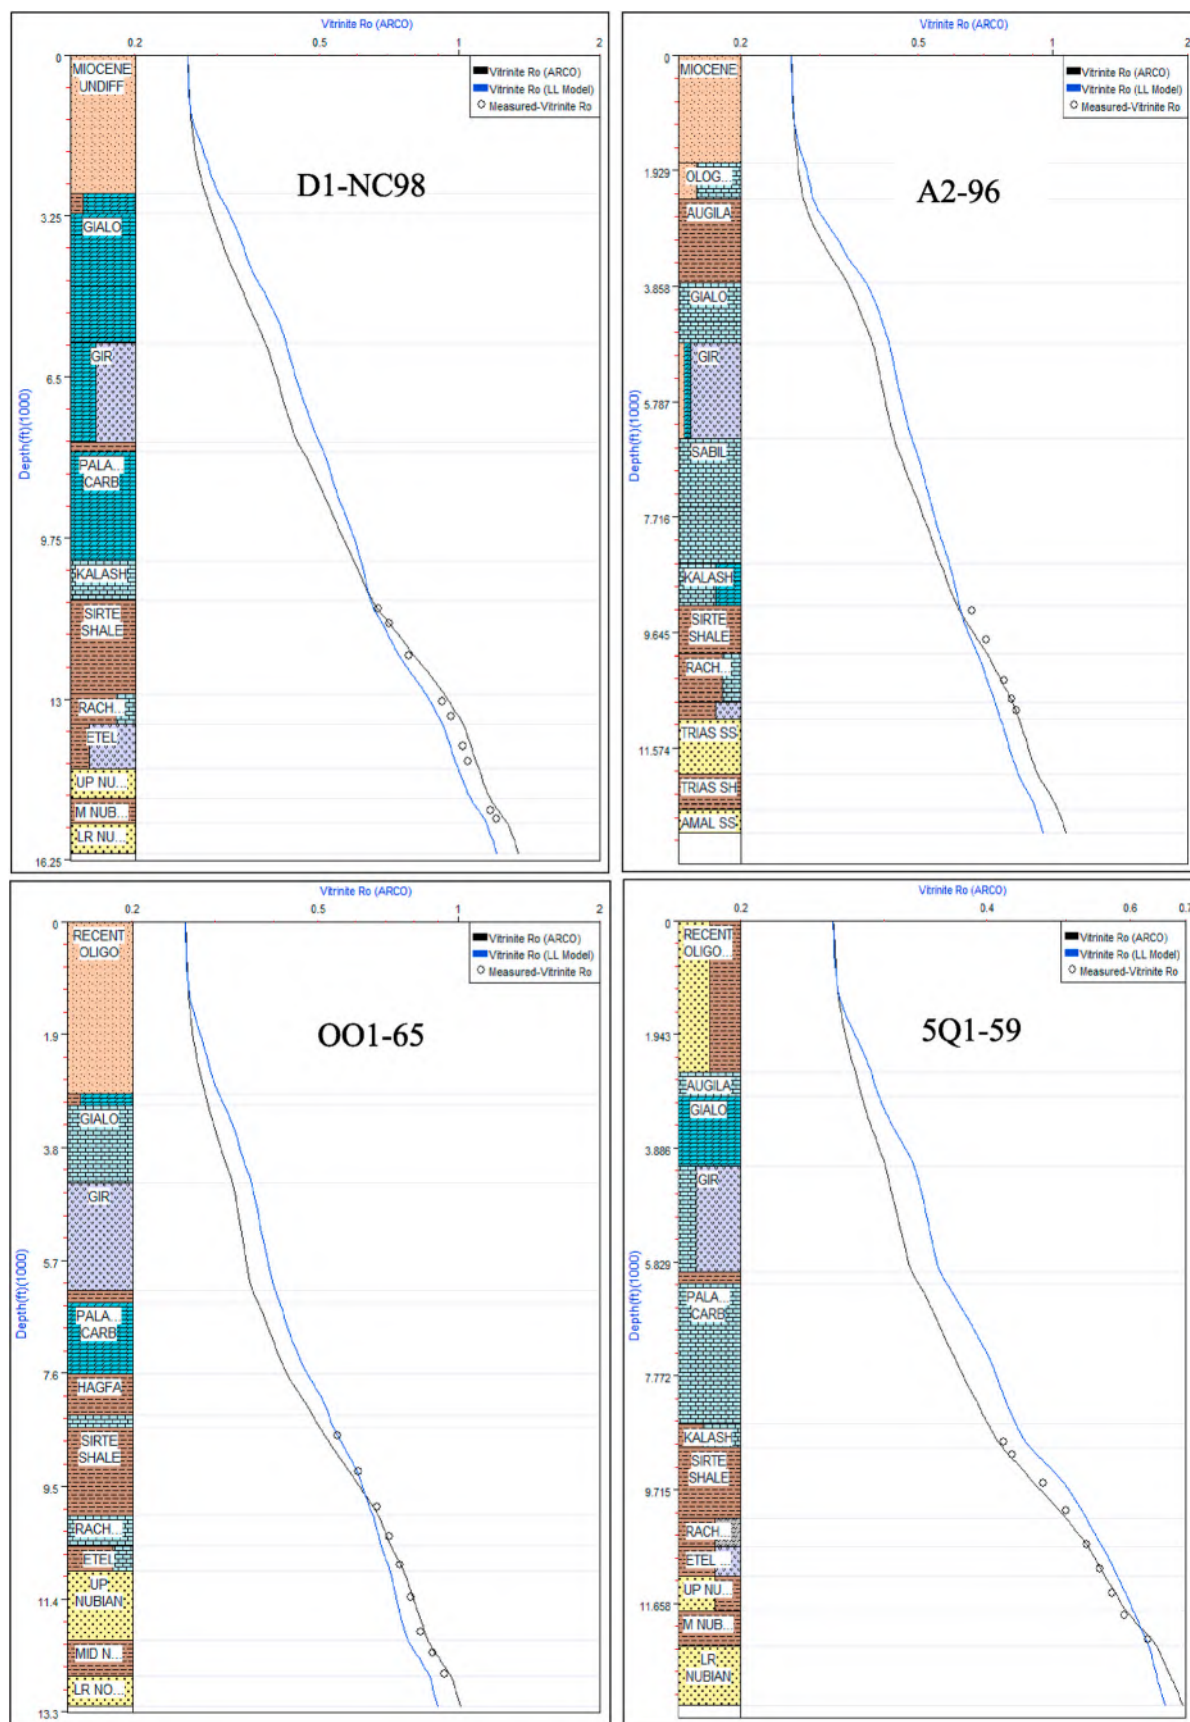 Vitrinite Ro (ARCO)
0.2 0.5 1 2
0
3.25
6.5
9.75
13
16.25
Depth(ft)(1000)
MIOCENE
UNDIFF
GIALO
GIR
PALA...
CARB
KALASH
SIRTE
SHALE
RACH...
ETEL
UP NU...
M NUB...
LR NU...
D1-NC98
Vitrinite Ro (ARCO)
Vitrinite Ro (LL Model)
Measured-Vitrinite Ro
Vitrinite Ro (ARCO)
0.2 0.5 1 2
0
1.929
3.858
5.787
7.716
9.645
11.574
Depth(ft)(1000)
MIOCENE
OLOG...
AUGILA
GIALO
GIR
SABIL
KALASH
SIRTE
SHALE
RACH...
TRIAS SS
TRIAS SH
AMAL SS
A2-96
Vitrinite Ro (ARCO)
Vitrinite Ro (LL Model)
Measured-Vitrinite Ro
Vitrinite Ro (ARCO)
0.2 0.5 1 2
0
1.9
3.8
5.7
7.6
9.5
11.4
13.3
Depth(ft)(1000)
RECENT
OLIGO
GIALO
GIR
PALA...
CARB
HAGFA
SIRTE
SHALE
RACH...
ETEL
UP
NUBIAN
MID N...
LR NO...
OO1-65
Vitrinite Ro (ARCO)
Vitrinite Ro (LL Model)
Measured-Vitrinite Ro
Vitrinite Ro (ARCO)
0.2 0.4 0.6 0.7
0
1.943
3.886
5.829
7.772
9.715
11.658
Depth(ft)(1000)
RECENT
OLIGO...
AUGILA
GIALO
GIR
PALA...
CARB
KALASH
SIRTE
SHALE
RACH...
ETEL ...
UP NU...
M NUB...
LR
NUBIAN
5Q1-59
Vitrinite Ro (ARCO)
Vitrinite Ro (LL Model)
Measured-Vitrinite Ro